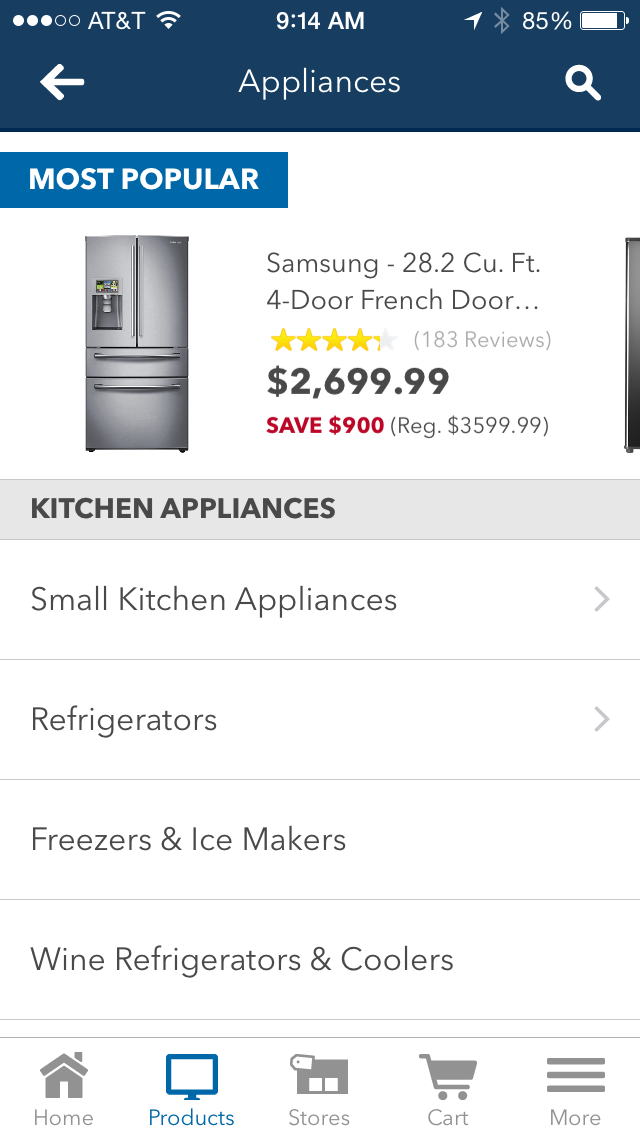 AT&T 9:14 AM 85%
Appliances
MOST POPULAR
Samsung - 28.2 Cu. Ft.
4-Door French Door...
(183 Reviews)
$2,699.99
SAVE $900 (Reg. $3599.99)
KITCHEN APPLIANCES
Small Kitchen Appliances
Refrigerators
Freezers & Ice Makers
Wine Refrigerators & Coolers
Home Products Stores Cart More